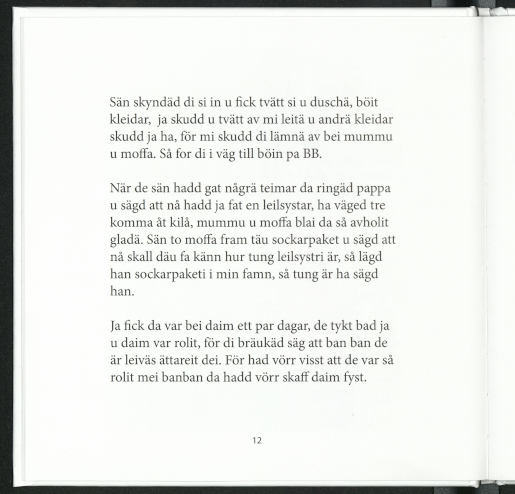 Sän skyndäd di si in u fick tvätt si u duschä, böit
kleidar,  ja skudd u tvätt av mi leitä u andrä kleidar
skudd ja ha, för mi skudd di lämnä av bei mummu
u moffa. Så for di i väg till böin pa BB.

När de sän hadd gat någrä teimar da ringäd pappa
u sägd att nå hadd ja fat en leilsystar, ha väged tre
komma åt kilå, mummu u moffa blai da så avholit
gladä. Sän to moffa fram täu sockarpaket u sägd att
nå skall däu fa känn hur tung leilsystri är, så lägd
han sockarpaketi i min famn, så tung är ha sägd
han.

Ja fick da var bei daim ett par dagar, de tykt bad ja
u daim var rolit, för di bräukäd säg att ban ban de
är leiväs ättareit dei. För had vörr visst att de var så
rolit mei banban da hadd vörr skaff daim fyst.

12